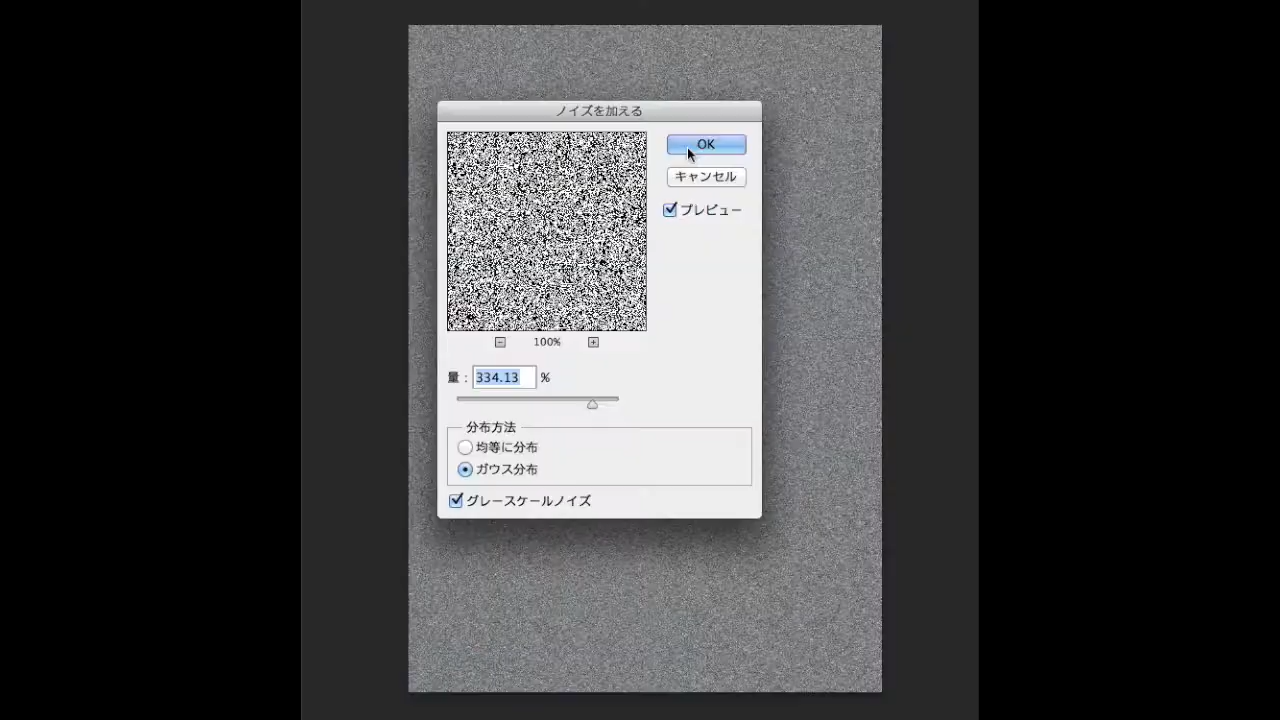 ノイズを加える
OK
キャンセル
プレビュー
100%
量 : 334.13 %
分布方法
均等に分布
ガウス分布
グレースケールノイズ